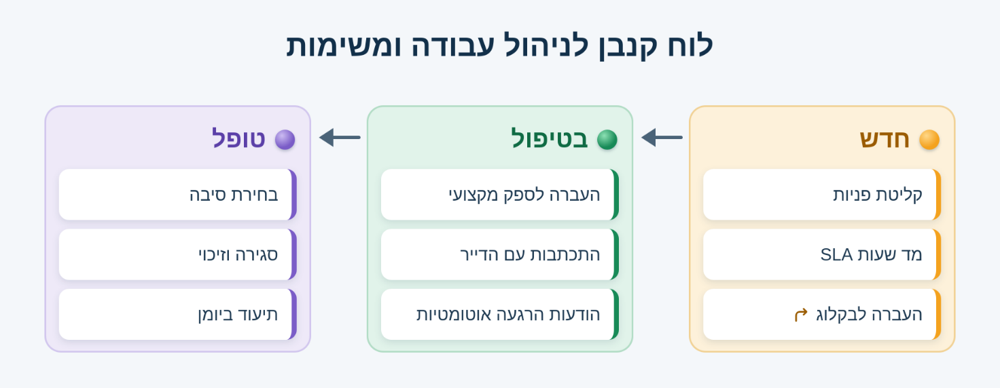 לוח קנבן לניהול עבודה ומשימות
חדש
קליטת פניות
מד שעות SLA
העברה לבקלוג
בטיפול
העברה לספק מקצועי
התכתבות עם הדייר
הודעות הרגעה אוטומטיות
טופל
בחירת סיבה
סגירה וזיכוי
תיעוד ביומן